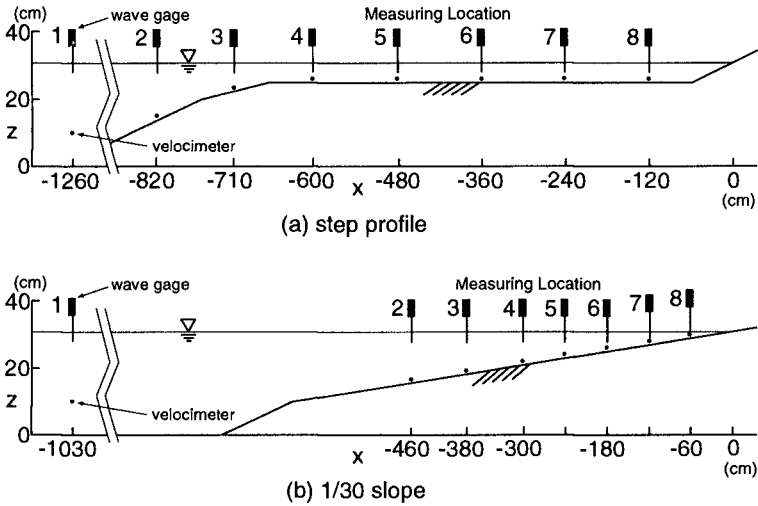 (cm)
40
20
z
0
wave gage
Measuring Location
1 2 3 4 5 6 7 8
velocimeter
-1260 -820 -710 -600 -480 -360 -240 -120 0
x
(cm)
(a) step profile
(cm)
40
20
z
0
wave gage
Measuring Location
1 2 3 4 5 6 7 8
velocimeter
-1030 -460 -380 -300 -180 -60 0
x
(cm)
(b) 1/30 slope